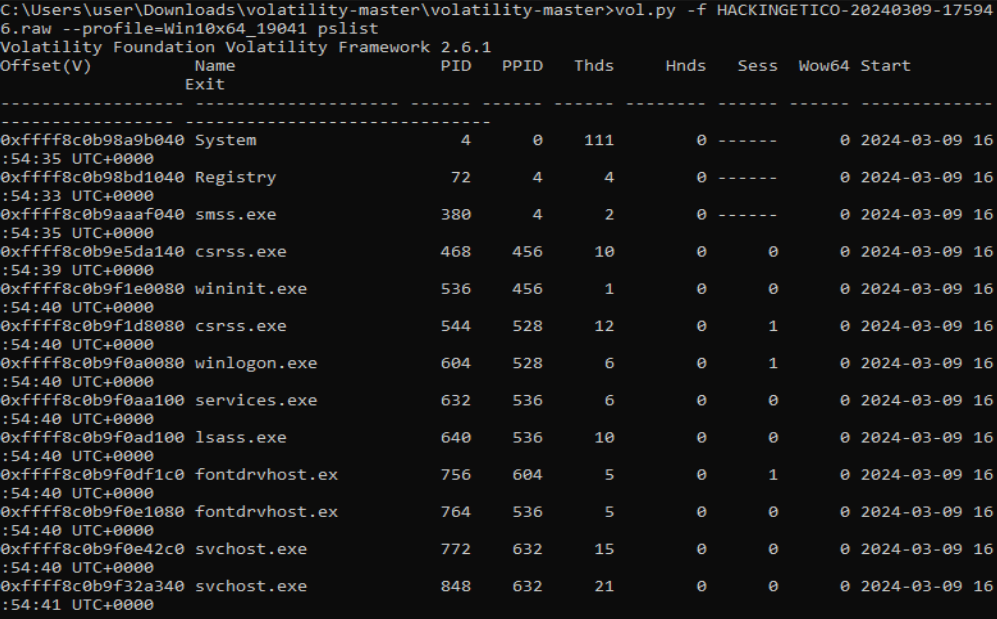 C:\Users\user\Downloads\volatility-master\volatility-master>vol.py -f HACKINGETICO-20240309-17594
6.raw --profile=Win10x64_19041 pslist
Volatility Foundation Volatility Framework 2.6.1
Offset(V)          Name                    PID   PPID   Thds     Hnds   Sess  Wow64 Start
                  Exit
------------------ -------------------- ------ ------ ------ -------- ------ ------ -------------
----------------- ------------------------------
0xffff8c0b98a9b040 System                    4      0    111        0 ------      0 2024-03-09 16
:54:35 UTC+0000
0xffff8c0b98bd1040 Registry                 72      4      4        0 ------      0 2024-03-09 16
:54:33 UTC+0000
0xffff8c0b9aaaf040 smss.exe                380      4      2        0 ------      0 2024-03-09 16
:54:35 UTC+0000
0xffff8c0b9e5da140 csrss.exe               468    456     10        0      0      0 2024-03-09 16
:54:39 UTC+0000
0xffff8c0b9f1e0080 wininit.exe             536    456      1        0      0      0 2024-03-09 16
:54:40 UTC+0000
0xffff8c0b9f1d8080 csrss.exe               544    528     12        0      1      0 2024-03-09 16
:54:40 UTC+0000
0xffff8c0b9f0a0080 winlogon.exe            604    528      6        0      1      0 2024-03-09 16
:54:40 UTC+0000
0xffff8c0b9f0aa100 services.exe            632    536      6        0      0      0 2024-03-09 16
:54:40 UTC+0000
0xffff8c0b9f0ad100 lsass.exe               640    536     10        0      0      0 2024-03-09 16
:54:40 UTC+0000
0xffff8c0b9f0df1c0 fontdrvhost.ex          756    604      5        0      1      0 2024-03-09 16
:54:40 UTC+0000
0xffff8c0b9f0e1080 fontdrvhost.ex          764    536      5        0      0      0 2024-03-09 16
:54:40 UTC+0000
0xffff8c0b9f0e42c0 svchost.exe             772    632     15        0      0      0 2024-03-09 16
:54:40 UTC+0000
0xffff8c0b9f32a340 svchost.exe             848    632     21        0      0      0 2024-03-09 16
:54:41 UTC+0000